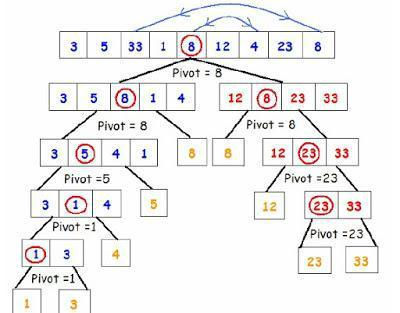 3 5 33 1 8 12 4 23 8
Pivot = 8
3 5 8 1 4
12 8 23 33
Pivot = 8
Pivot = 8
3 5 4 1
8
8
12 23 33
Pivot =5
Pivot =23
3 1 4
5
12
23 33
Pivot =1
Pivot =23
1 3
4
23
33
Pivot =1
1
3